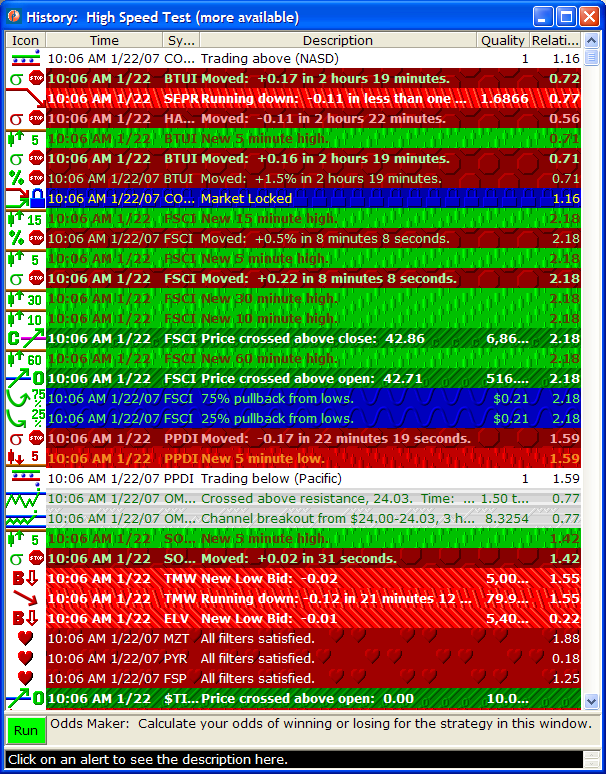 History: High Speed Test (more available)
Icon Time Sy... Description Quality Relati...
10:06 AM 1/22/07 CO... Trading above (NASD) 1 1.16
σ STOP 10:06 AM 1/22 BTUI Moved: +0.17 in 2 hours 19 minutes. 0.72
10:06 AM 1/22 SEPR Running down: -0.11 in less than one ... 1.6866 0.77
σ STOP 10:06 AM 1/22 HA... Moved: -0.11 in 2 hours 22 minutes. 0.56
5 10:06 AM 1/22 BTUI New 5 minute high. 0.71
σ STOP 10:06 AM 1/22 BTUI Moved: +0.16 in 2 hours 19 minutes. 0.71
% STOP 10:06 AM 1/22/07 BTUI Moved: +1.5% in 2 hours 19 minutes. 0.71
10:06 AM 1/22/07 CO... Market Locked 1.16
15 10:06 AM 1/22 FSCI New 15 minute high. 2.18
% STOP 10:06 AM 1/22/07 FSCI Moved: +0.5% in 8 minutes 8 seconds. 2.18
5 10:06 AM 1/22 FSCI New 5 minute high. 2.18
σ STOP 10:06 AM 1/22 FSCI Moved: +0.22 in 8 minutes 8 seconds. 2.18
30 10:06 AM 1/22 FSCI New 30 minute high. 2.18
10 10:06 AM 1/22 FSCI New 10 minute high. 2.18
C 10:06 AM 1/22 FSCI Price crossed above close: 42.86 6,86... 2.18
60 10:06 AM 1/22 FSCI New 60 minute high. 2.18
O 10:06 AM 1/22 FSCI Price crossed above open: 42.71 516.... 2.18
75% 10:06 AM 1/22/07 FSCI 75% pullback from lows. $0.21 2.18
25% 10:06 AM 1/22/07 FSCI 25% pullback from lows. $0.21 2.18
σ STOP 10:06 AM 1/22 PPDI Moved: -0.17 in 22 minutes 19 seconds. 1.59
5 10:06 AM 1/22 PPDI New 5 minute low. 1.59
10:06 AM 1/22/07 PPDI Trading below (Pacific) 1 1.59
10:06 AM 1/22/07 OM... Crossed above resistance, 24.03. Time: ... 1.50 t... 0.77
10:06 AM 1/22/07 OM... Channel breakout from $24.00-24.03, 3 h... 8.3254 0.77
5 10:06 AM 1/22 SO... New 5 minute high. 1.42
σ STOP 10:06 AM 1/22 SO... Moved: +0.02 in 31 seconds. 1.42
B 10:06 AM 1/22 TMW New Low Bid: -0.02 5,00... 1.55
10:06 AM 1/22 TMW Running down: -0.12 in 21 minutes 12 ... 79.9... 1.55
B 10:06 AM 1/22 ELV New Low Bid: -0.01 5,40... 0.22
10:06 AM 1/22/07 MZT All filters satisfied. 1.88
10:06 AM 1/22/07 PYR All filters satisfied. 0.18
10:06 AM 1/22/07 FSP All filters satisfied. 1.25
O 10:06 AM 1/22 $TI... Price crossed above open: 0.00 10.0...
Run Odds Maker: Calculate your odds of winning or losing for the strategy in this window.
Click on an alert to see the description here.